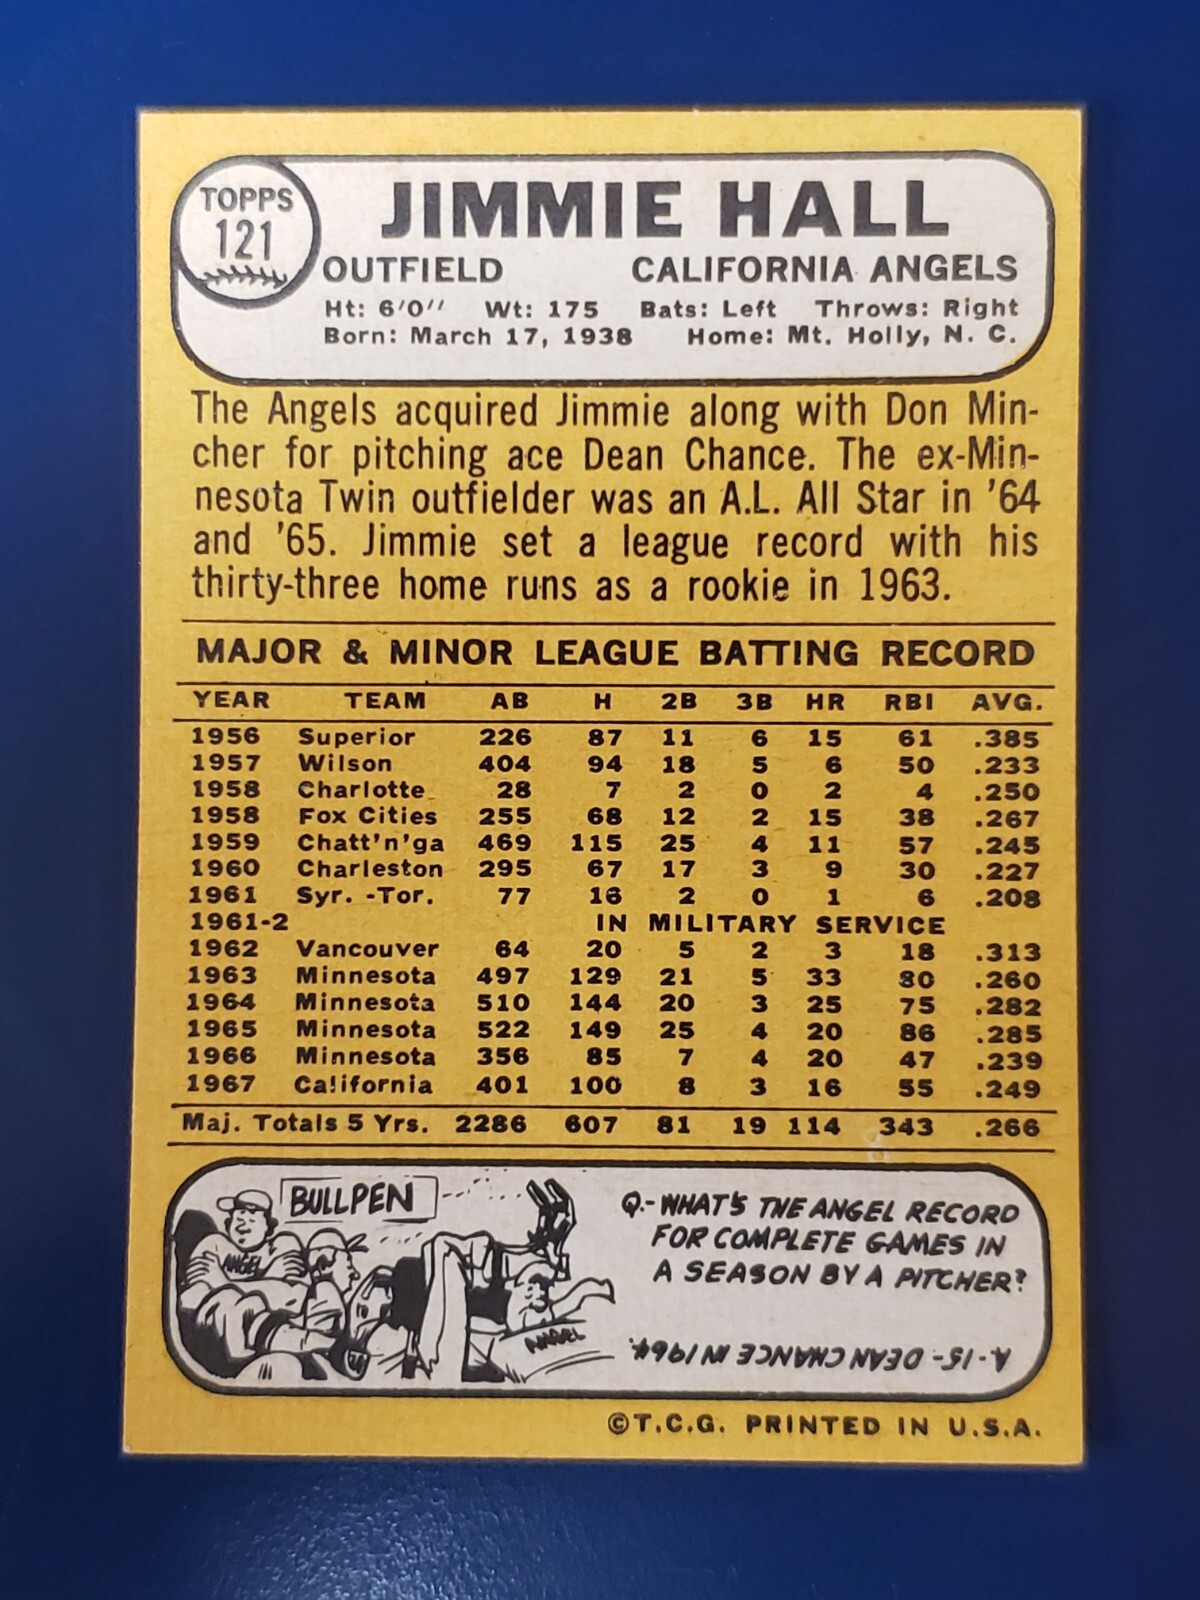 TOPPS
121
JIMMIE HALL
OUTFIELD CALIFORNIA ANGELS
Ht: 6'0'' Wt: 175 Bats: Left Throws: Right
Born: March 17, 1938 Home: Mt. Holly, N. C.
The Angels acquired Jimmie along with Don Min-
cher for pitching ace Dean Chance. The ex-Min-
nesota Twin outfielder was an A.L. All Star in '64
and '65. Jimmie set a league record with his
thirty-three home runs as a rookie in 1963.
MAJOR & MINOR LEAGUE BATTING RECORD
YEAR TEAM AB H 2B 3B HR RBI AVG.
1956 Superior 226 87 11 6 15 61 .385
1957 Wilson 404 94 18 5 6 50 .233
1958 Charlotte 28 7 2 0 2 4 .250
1958 Fox Cities 255 68 12 2 15 38 .267
1959 Chatt'n'ga 469 115 25 4 11 57 .245
1960 Charleston 295 67 17 3 9 30 .227
1961 Syr. -Tor. 77 16 2 0 1 6 .208
1961-2 IN MILITARY SERVICE
1962 Vancouver 64 20 5 2 3 18 .313
1963 Minnesota 497 129 21 5 33 80 .260
1964 Minnesota 510 144 20 3 25 75 .282
1965 Minnesota 522 149 25 4 20 86 .285
1966 Minnesota 356 85 7 4 20 47 .239
1967 California 401 100 8 3 16 55 .249
Maj. Totals 5 Yrs. 2286 607 81 19 114 343 .266
BULLPEN
ANGEL
ANGEL
Q.-WHAT'S THE ANGEL RECORD
FOR COMPLETE GAMES IN
A SEASON BY A PITCHER?
A.-15- DEAN CHANCE IN 1964.
©T.C.G. PRINTED IN U.S.A.